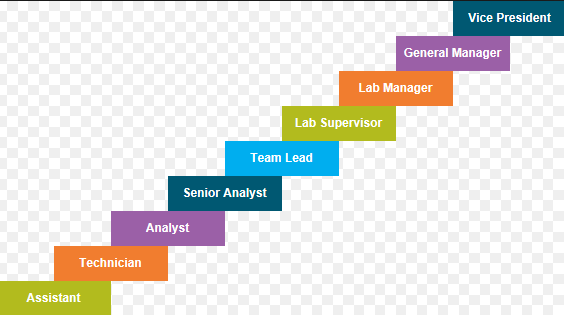 Vice President
General Manager
Lab Manager
Lab Supervisor
Team Lead
Senior Analyst
Analyst
Technician
Assistant